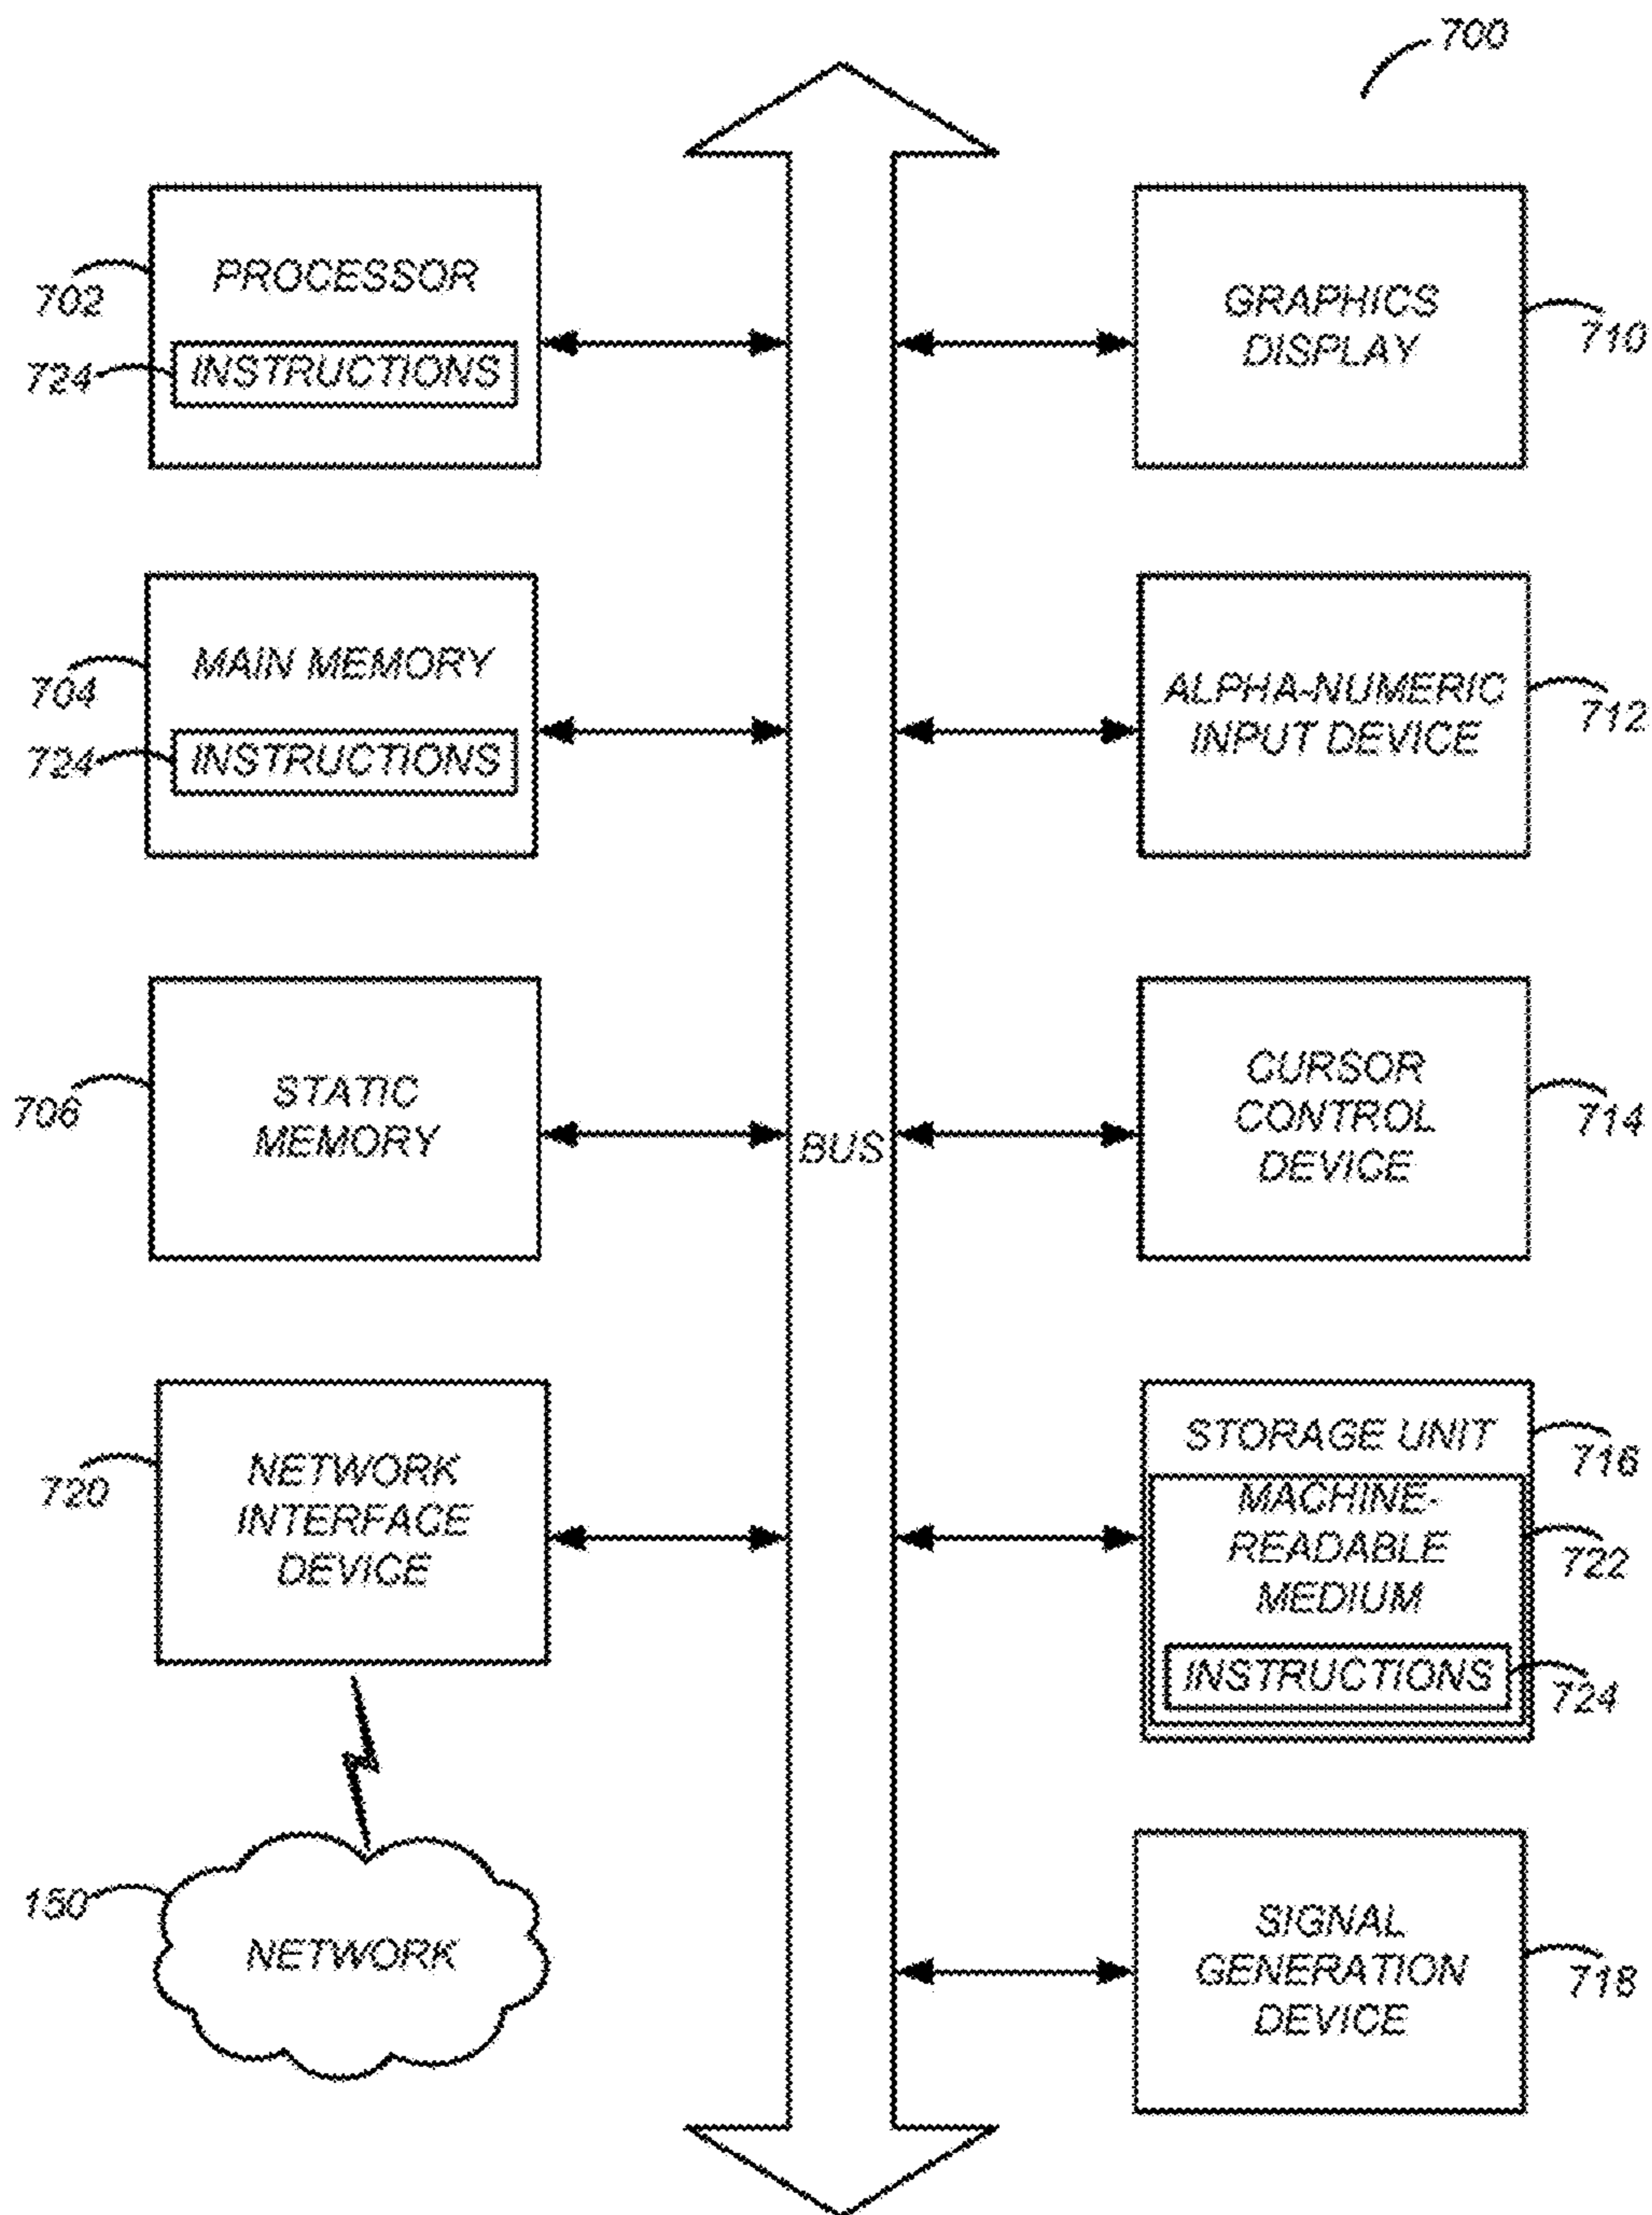 700
PROCESSOR
702
724
INSTRUCTIONS
GRAPHICS
DISPLAY
710
MAIN MEMORY
704
724
INSTRUCTIONS
ALPHA-NUMERIC
INPUT DEVICE
712
STATIC
MEMORY
706
BUS
CURSOR
CONTROL
DEVICE
714
NETWORK
INTERFACE
DEVICE
720
STORAGE UNIT
716
MACHINE-
READABLE
MEDIUM
722
INSTRUCTIONS
724
150
NETWORK
SIGNAL
GENERATION
DEVICE
718